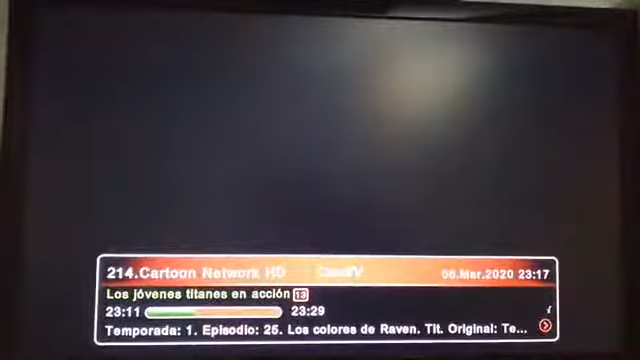 214.Cartoon Network HD 06.Mar.2020 23:17
Los jóvenes titanes en acción 13
23:11 23:29
Temporada: 1. Episodio: 25. Los colores de Raven. Tit. Original: Te...